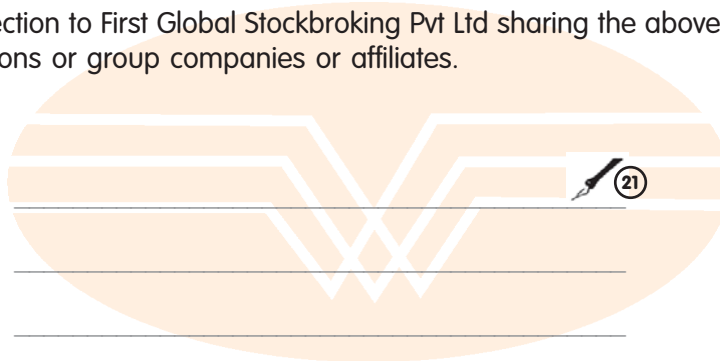 ection to First Global Stockbroking Pvt Ltd sharing the above
ons or group companies or affiliates.
21